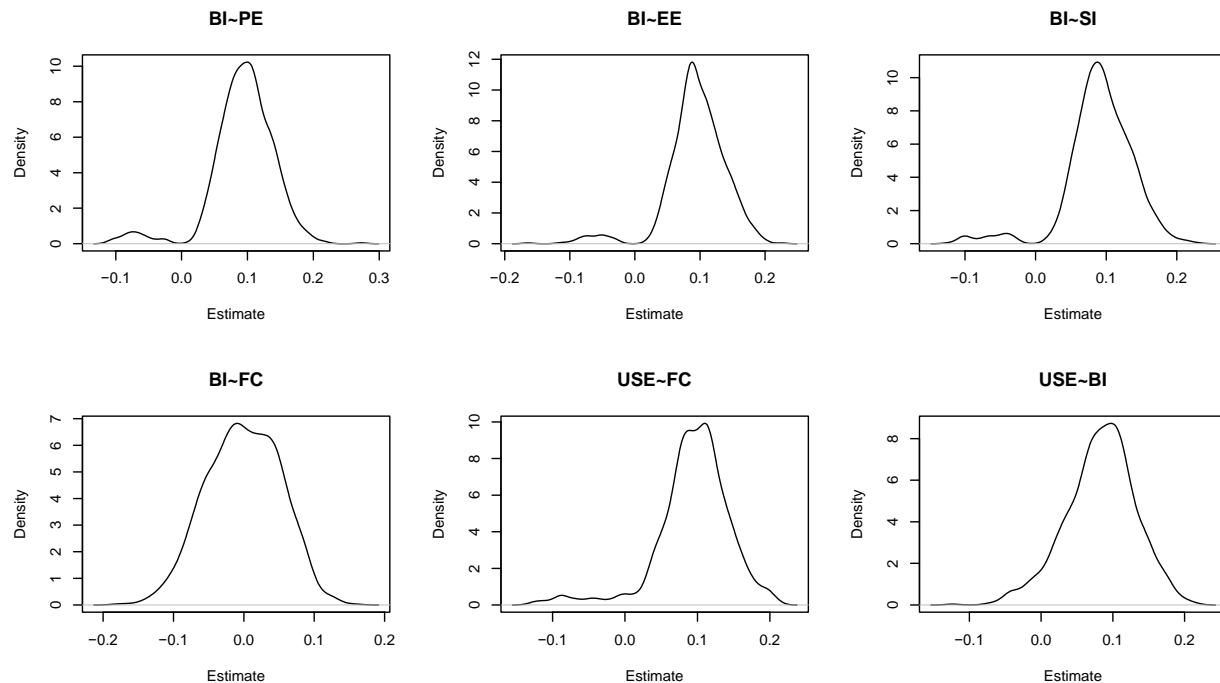 BI~PE
Density
0 2 4 6 8 10
−0.1 0.0 0.1 0.2 0.3
Estimate
BI~EE
Density
0 2 4 6 8 10 12
−0.2 −0.1 0.0 0.1 0.2
Estimate
BI~SI
Density
0 2 4 6 8 10
−0.1 0.0 0.1 0.2
Estimate
BI~FC
Density
0 1 2 3 4 5 6 7
−0.2 −0.1 0.0 0.1 0.2
Estimate
USE~FC
Density
0 2 4 6 8 10
−0.1 0.0 0.1 0.2
Estimate
USE~BI
Density
0 2 4 6 8
−0.1 0.0 0.1 0.2
Estimate